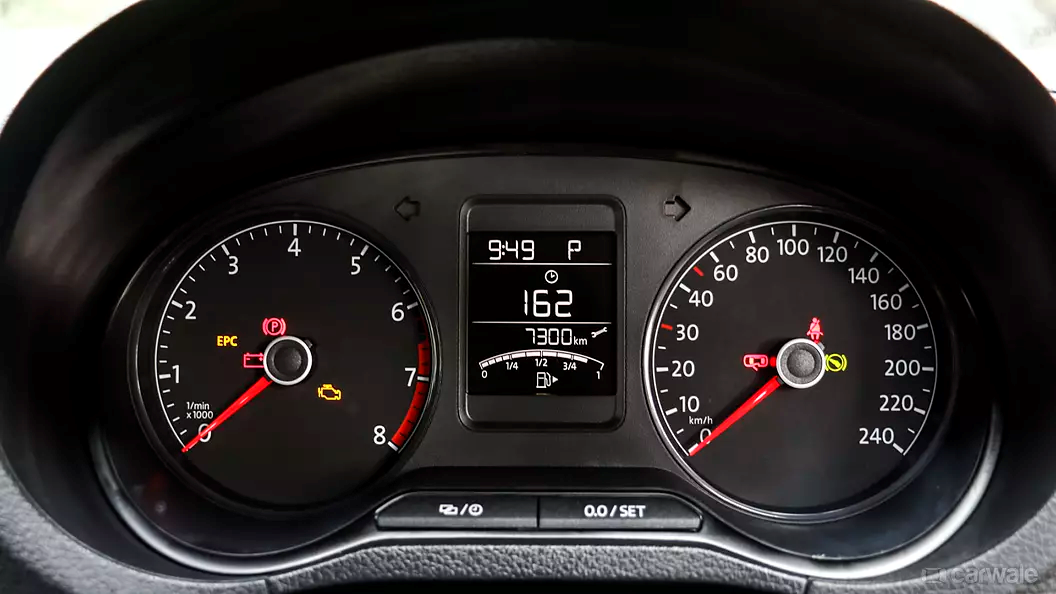 9:49 P
162
7300km
0 1/4 1/2 3/4 1
EPC
P
1/min
x1000
0 1 2 3 4 5 6 7 8
km/h
0 10 20 30 40 60 80 100 120 140 160 180 200 220 240
0.0 / SET
carwale